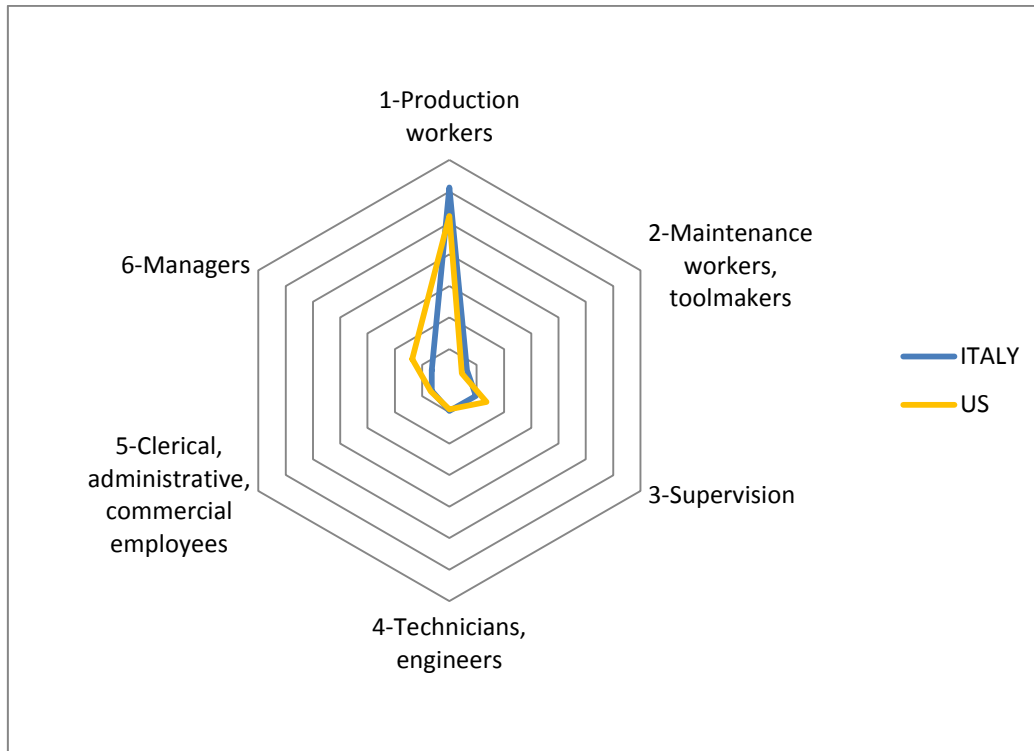 1-Production
workers
2-Maintenance
workers,
toolmakers
3-Supervision
4-Technicians,
engineers
5-Clerical,
administrative,
commercial
employees
6-Managers
ITALY
US